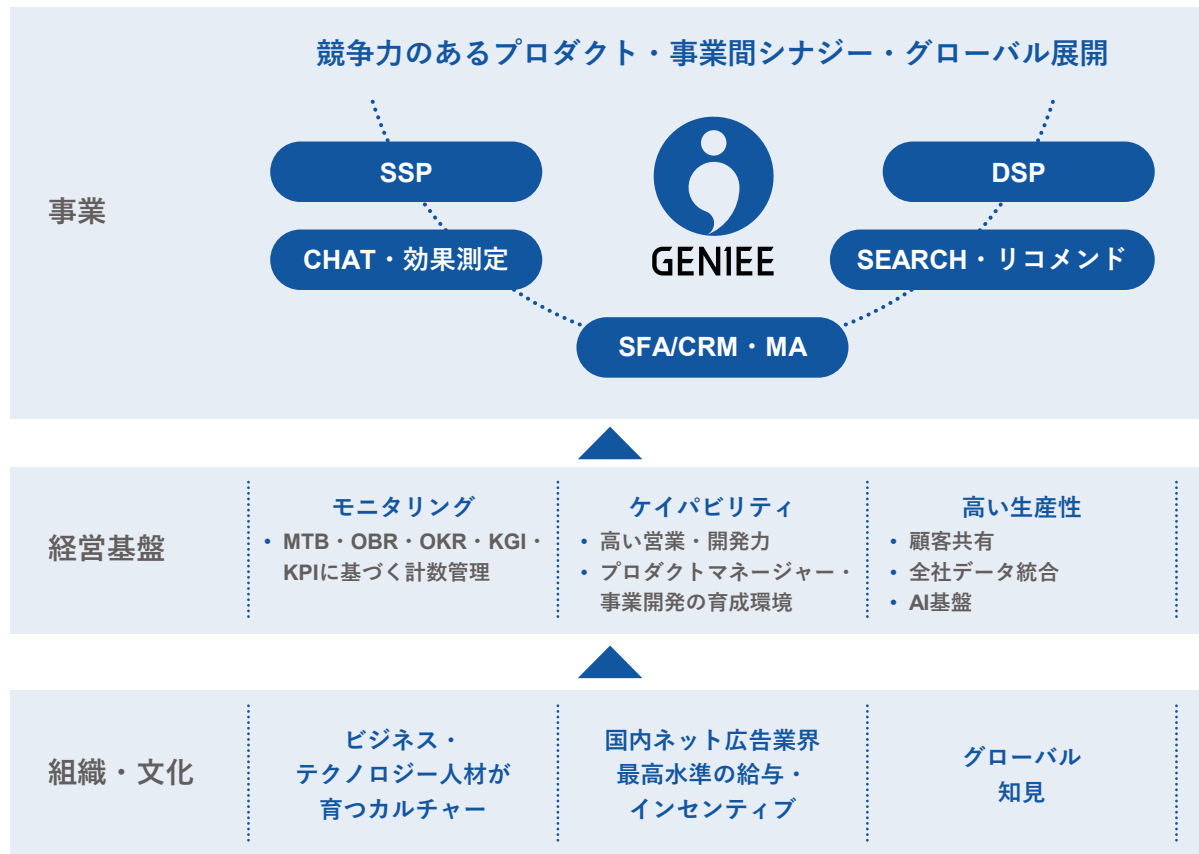 競争力のあるプロダクト・事業間シナジー・グローバル展開
事業
SSP
DSP
GENIEE
CHAT・効果測定
SEARCH・リコメンド
SFA/CRM・MA
経営基盤
モニタリング
• MTB・OBR・OKR・KGI・
KPIに基づく計数管理
ケイパビリティ
• 高い営業・開発力
• プロダクトマネージャー・
事業開発の育成環境
高い生産性
• 顧客共有
• 全社データ統合
• AI基盤
組織・文化
ビジネス・
テクノロジー人材が
育つカルチャー
国内ネット広告業界
最高水準の給与・
インセンティブ
グローバル
知見